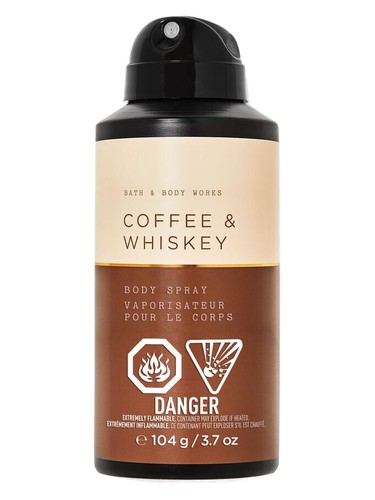 BATH & BODY WORKS
COFFEE &
WHISKEY
BODY SPRAY
VAPORISATEUR
POUR LE CORPS
DANGER
EXTREMELY FLAMMABLE. CONTAINER MAY EXPLODE IF HEATED.
EXTRÊMEMENT INFLAMMABLE. CE CONTENANT PEUT EXPLOSER S'IL EST CHAUFFÉ.
℮ 104 g / 3.7 oz